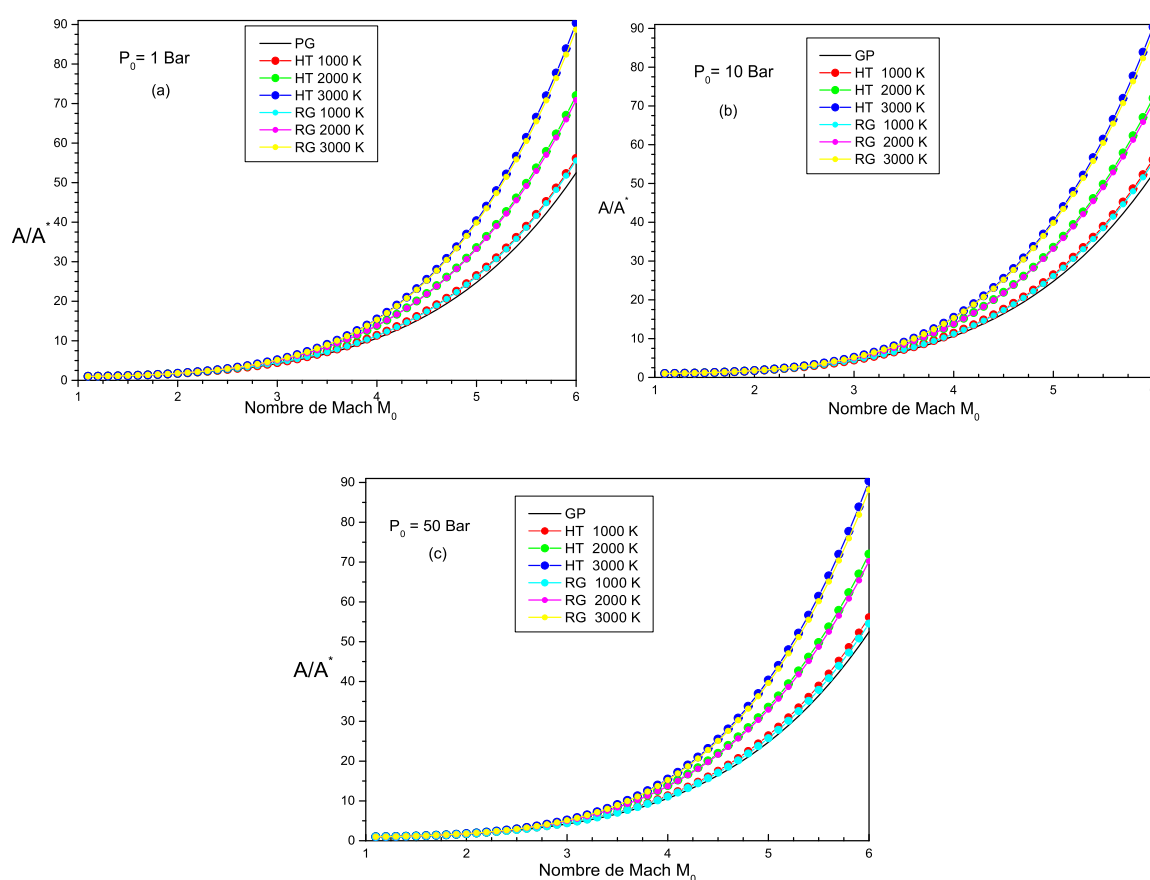 P0= 1 Bar
(a)
PG
HT 1000 K
HT 2000 K
HT 3000 K
RG 1000 K
RG 2000 K
RG 3000 K
90
80
70
60
50
40
30
20
10
0
A/A*
1 2 3 4 5 6
Nombre de Mach M0
P0= 10 Bar
(b)
GP
HT 1000 K
HT 2000 K
HT 3000 K
RG 1000 K
RG 2000 K
RG 3000 K
90
80
70
60
50
40
30
20
10
0
A/A*
1 2 3 4 5
Nombre de Mach M0
P0 = 50 Bar
(c)
GP
HT 1000 K
HT 2000 K
HT 3000 K
RG 1000 K
RG 2000 K
RG 3000 K
90
80
70
60
50
40
30
20
10
0
A/A*
1 2 3 4 5 6
Nombre de Mach M0